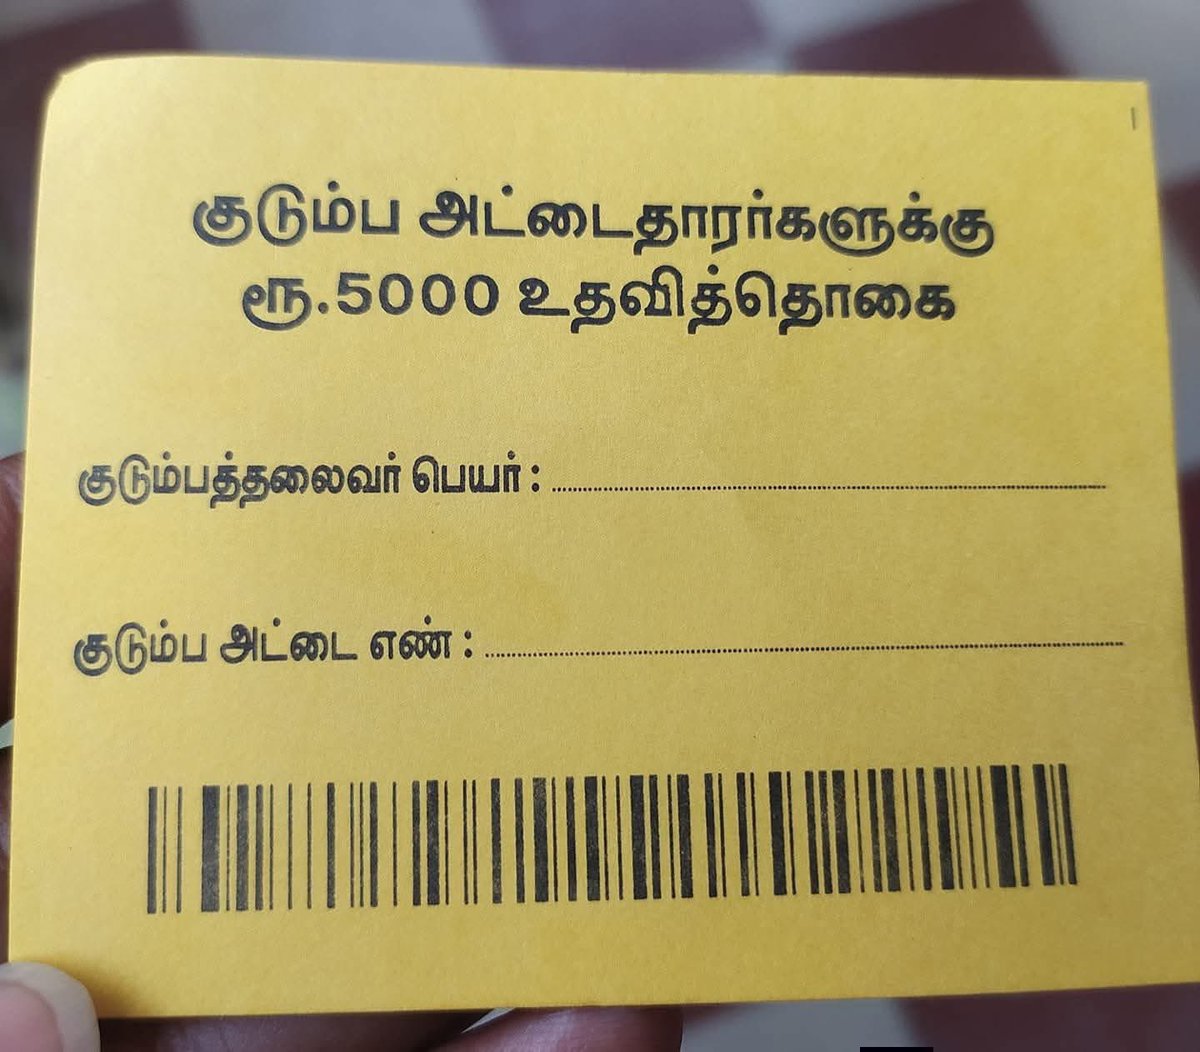 குடும்ப அட்டைதாரர்களுக்கு
ரூ.5000 உதவித்தொகை
குடும்பத்தலைவர் பெயர் :
குடும்ப அட்டை எண் :